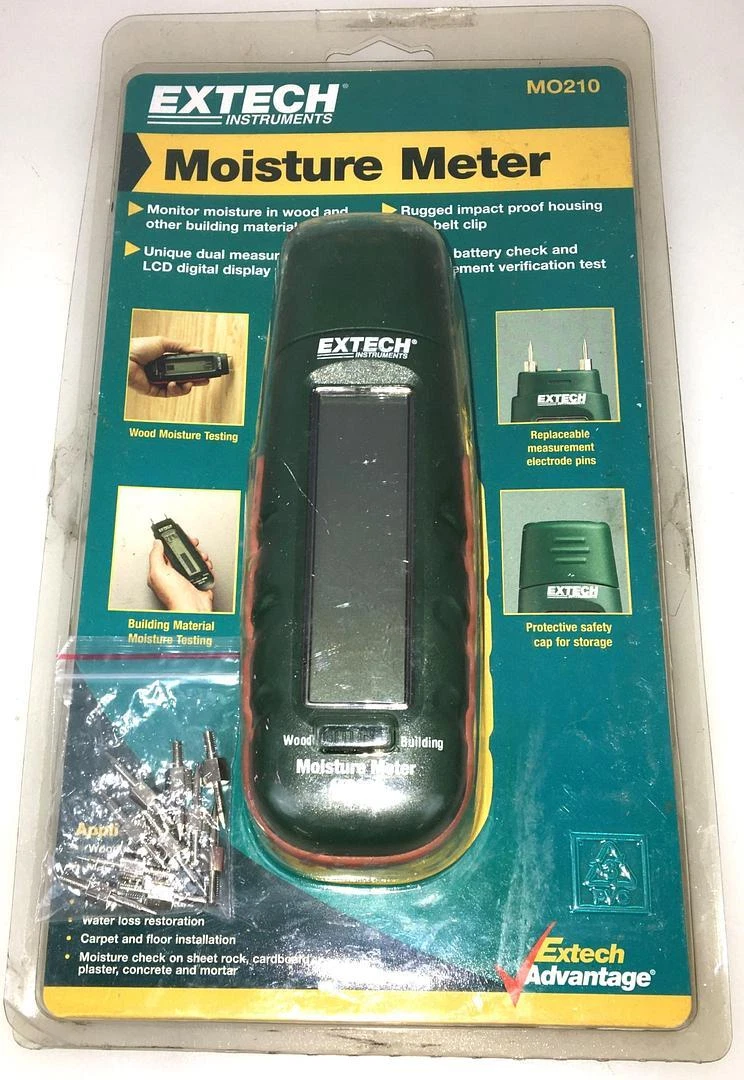 EXTECH®
INSTRUMENTS
MO210
Moisture Meter
Monitor moisture in wood and
other building material
Unique dual measur
LCD digital display
Rugged impact proof housing
belt clip
battery check and
ement verification test
EXTECH®
INSTRUMENTS
Wood Moisture Testing
EXTECH
Replaceable
measurement
electrode pins
EXTECH
Building Material
Moisture Testing
EXTECH
Protective safety
cap for storage
Wood
Building
Moisture Meter
Appli
Water loss restoration
Carpet and floor installation
Moisture check on sheet rock, cardboard
plaster, concrete and mortar
Extech
Advantage®